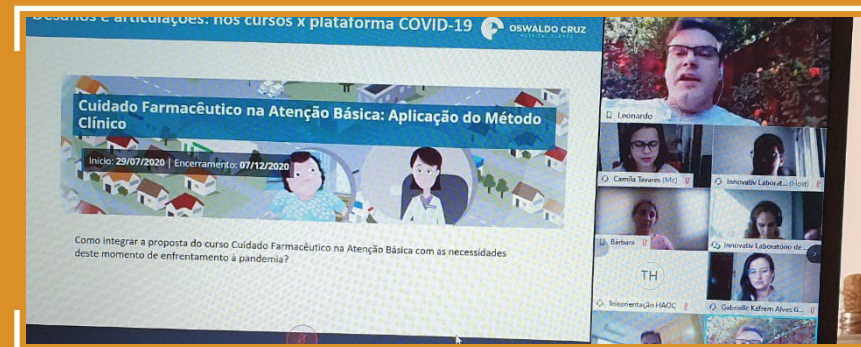 Desafios e articulações: nos cursos x plataforma COVID-19
OSWALDO CRUZ
Cuidado Farmacêutico na Atenção Básica: Aplicação do Método
Clínico
Início: 29/07/2020 | Encerramento: 07/12/2020
Como integrar a proposta do curso Cuidado Farmacêutico na Atenção Básica com as necessidades
deste momento de enfrentamento à pandemia?
Leonardo
Camila Tavares (Me)
Innovativ Laborat... (Host)
Bárbara
Innovativ Laboratório de ...
TH
Teleorientação HAOC
Gabrielle Kéfrem Alves G...